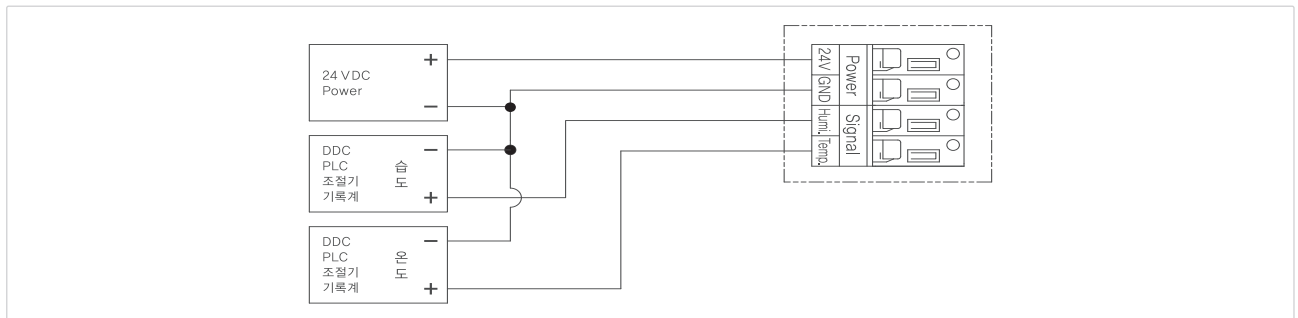 24 VDC
Power
+
−
DDC
PLC
조절기
기록계
습
도
−
+
DDC
PLC
조절기
기록계
온
도
−
+
24V
GND
Humi.
Temp.
Power
Signal